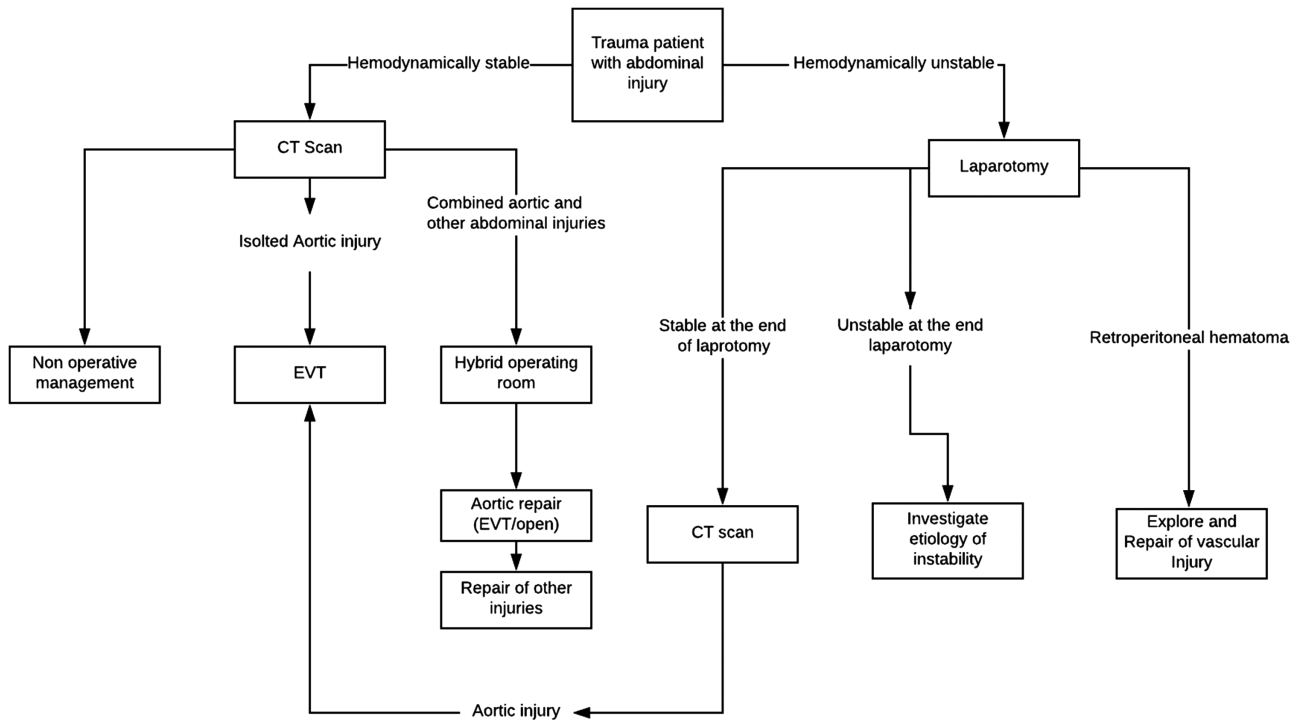 Trauma patient
with abdominal
injury
Hemodynamically stable
Hemodynamically unstable
CT Scan
Laparotomy
Combined aortic and
other abdominal injuries
Isolted Aortic injury
Stable at the end
of laprotomy
Unstable at the end
laparotomy
Retroperitoneal hematoma
Non operative
management
EVT
Hybrid operating
room
Aortic repair
(EVT/open)
CT scan
Investigate
etiology of
instability
Explore and
Repair of vascular
Injury
Repair of other
injuries
Aortic injury